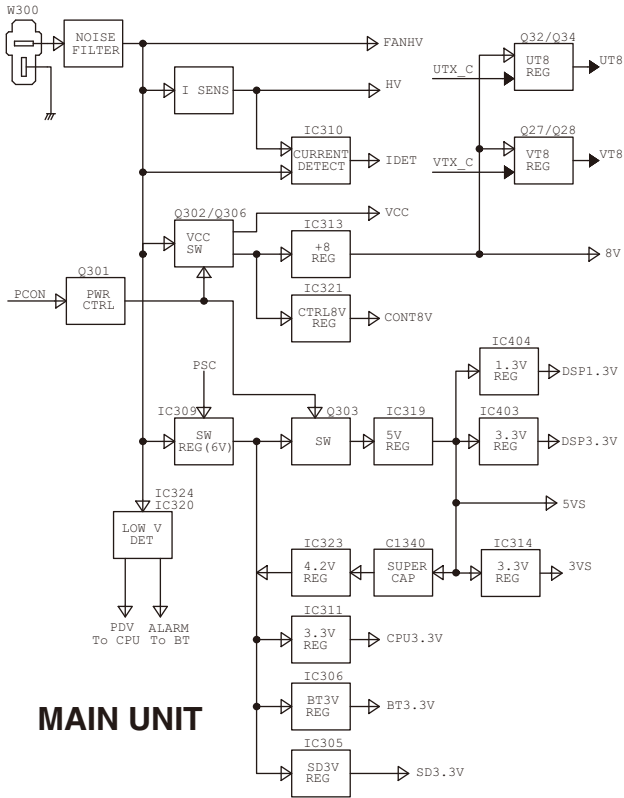 W300
NOISE
FILTER
FANHV
I SENS
HV
IC310
CURRENT
DETECT
IDET
Q32/Q34
UTX_C
UT8
REG
UT8
Q27/Q28
VTX_C
VT8
REG
VT8
Q302/Q306
VCC
SW
VCC
IC313
+8
REG
8V
Q301
PCON
PWR
CTRL
IC321
CTRL8V
REG
CONT8V
PSC
IC309
SW
REG(6V)
Q303
SW
IC319
5V
REG
IC404
1.3V
REG
DSP1.3V
IC403
3.3V
REG
DSP3.3V
5VS
IC324
IC320
LOW V
DET
PDV
To CPU
ALARM
To BT
IC323
4.2V
REG
C1340
SUPER
CAP
IC314
3.3V
REG
3VS
IC311
3.3V
REG
CPU3.3V
IC306
BT3V
REG
BT3.3V
IC305
SD3V
REG
SD3.3V
MAIN UNIT